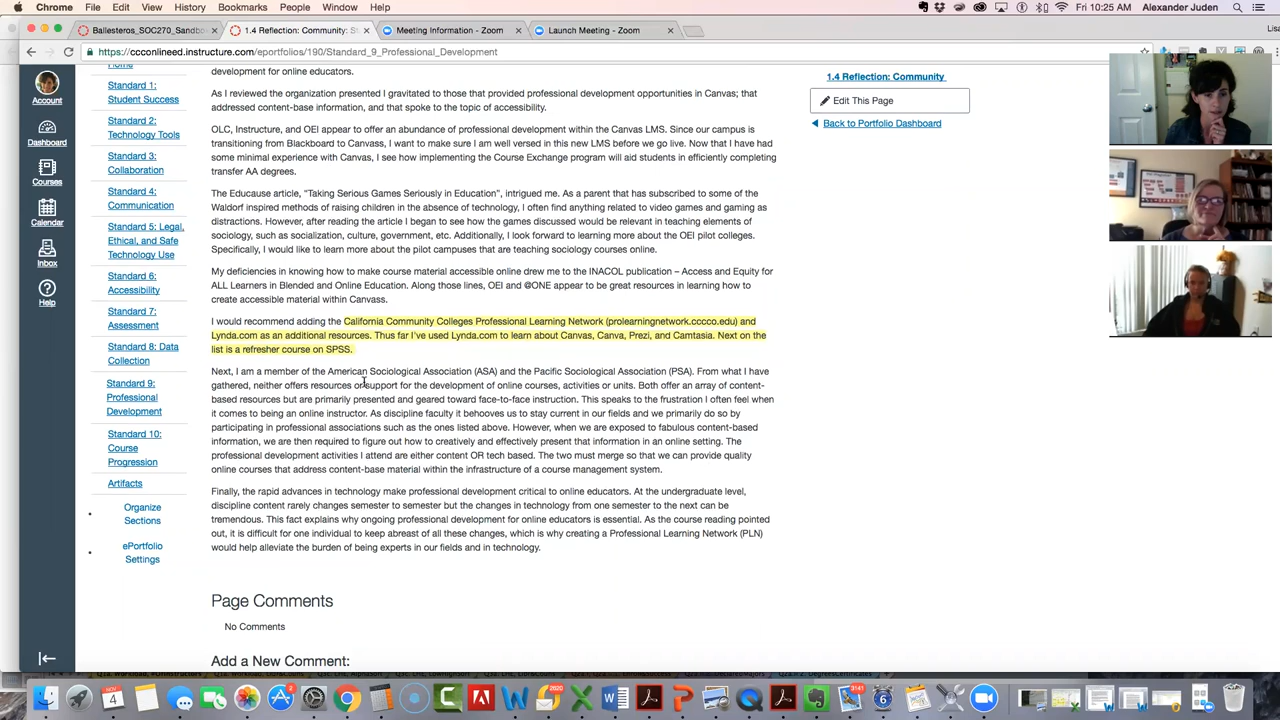 Chrome File Edit View History Bookmarks People Window Help
Fri 10:25 AM Alexander Juden
Ballesteros_SOC270_Sandbo
1.4 Reflection: Community: St
Meeting Information - Zoom
Launch Meeting - Zoom
Lisa
https://ccconlineed.instructure.com/eportfolios/190/Standard_9_Professional_Development
Account
Dashboard
Courses
Calendar
Inbox
Help
Home
Standard 1:
Student Success
Standard 2:
Technology Tools
Standard 3:
Collaboration
Standard 4:
Communication
Standard 5: Legal,
Ethical, and Safe
Technology Use
Standard 6:
Accessibility
Standard 7:
Assessment
Standard 8: Data
Collection
Standard 9:
Professional
Development
Standard 10:
Course
Progression
Artifacts
Organize
Sections
ePortfolio
Settings
development for online educators.
As I reviewed the organization presented I gravitated to those that provided professional development opportunities in Canvas; that
addressed content-base information, and that spoke to the topic of accessibility.
OLC, Instructure, and OEI appear to offer an abundance of professional development within the Canvas LMS. Since our campus is
transitioning from Blackboard to Canvas, I want to make sure I am well versed in this new LMS before we go live. Now that I have had
some minimal experience with Canvas, I see how implementing the Course Exchange program will aid students in efficiently completing
transfer AA degrees.
The Educause article, "Taking Serious Games Seriously in Education", intrigued me. As a parent that has subscribed to some of the
Waldorf inspired methods of raising children in the absence of technology, I often find anything related to video games and gaming as
distractions. However, after reading the article I began to see how the games discussed would be relevant in teaching elements of
sociology, such as socialization, culture, government, etc. Additionally, I look forward to learning more about the OEI pilot colleges.
Specifically, I would like to learn more about the pilot campuses that are teaching sociology courses online.
My deficiencies in knowing how to make course material accessible online drew me to the INACOL publication – Access and Equity for
ALL Learners in Blended and Online Education. Along those lines, OEI and @ONE appear to be great resources in learning how to
create accessible material within Canvass.
I would recommend adding the California Community Colleges Professional Learning Network (prolearningnetwork.cccco.edu) and
Lynda.com as an additional resources. Thus far I've used Lynda.com to learn about Canvas, Canva, Prezi, and Camtasia. Next on the
list is a refresher course on SPSS.
Next, I am a member of the American Sociological Association (ASA) and the Pacific Sociological Association (PSA). From what I have
gathered, neither offers resources or support for the development of online courses, activities or units. Both offer an array of content-
based resources but are primarily presented and geared toward face-to-face instruction. This speaks to the frustration I often feel when
it comes to being an online instructor. As discipline faculty it behooves us to stay current in our fields and we primarily do so by
participating in professional associations such as the ones listed above. However, when we are exposed to fabulous content-based
information, we are then required to figure out how to creatively and effectively present that information in an online setting. The
professional development activities I attend are either content OR tech based. The two must merge so that we can provide quality
online courses that address content-base material within the infrastructure of a course management system.
Finally, the rapid advances in technology make professional development critical to online educators. At the undergraduate level,
discipline content rarely changes semester to semester but the changes in technology from one semester to the next can be
tremendous. This fact explains why ongoing professional development for online educators is essential. As the course reading pointed
out, it is difficult for one individual to keep abreast of all these changes, which is why creating a Professional Learning Network (PLN)
would help alleviate the burden of being experts in our fields and in technology.
Page Comments
No Comments
Add a New Comment:
1.4 Reflection: Community
Edit This Page
Back to Portfolio Dashboard